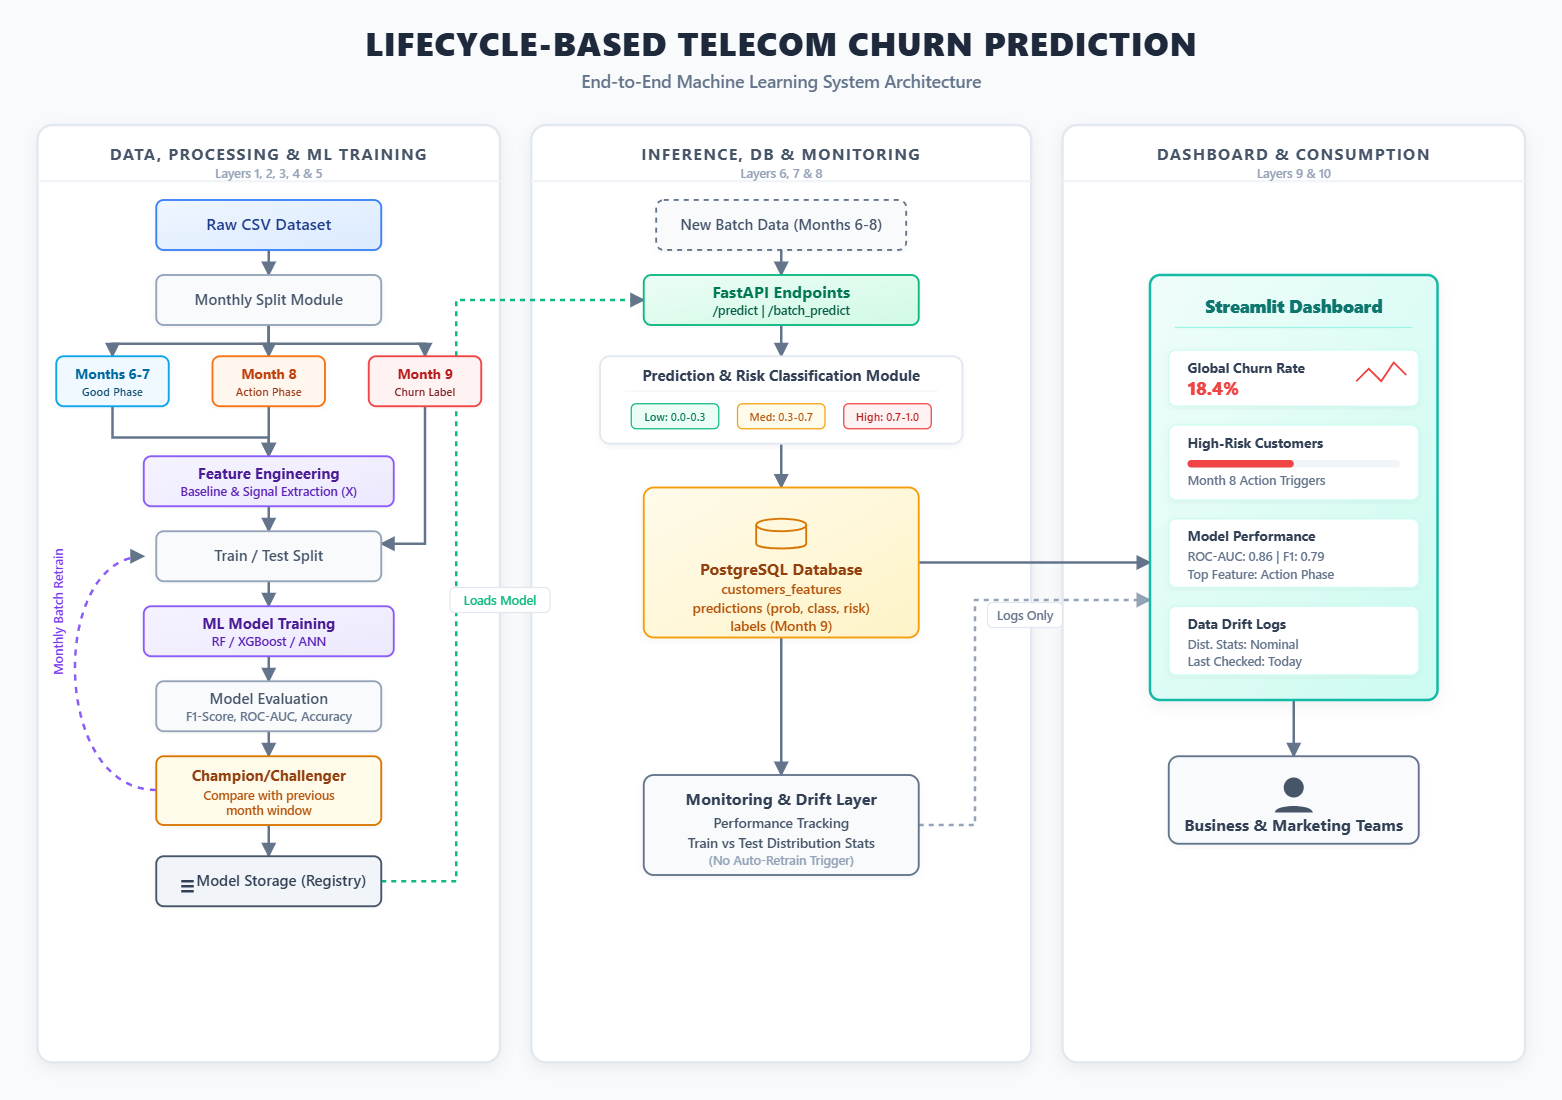 LIFECYCLE-BASED TELECOM CHURN PREDICTION
End-to-End Machine Learning System Architecture
DATA, PROCESSING & ML TRAINING
Layers 1, 2, 3, 4 & 5
Raw CSV Dataset
Monthly Split Module
Months 6-7
Good Phase
Month 8
Action Phase
Month 9
Churn Label
Feature Engineering
Baseline & Signal Extraction (X)
Train / Test Split
Monthly Batch Retrain
ML Model Training
RF / XGBoost / ANN
Model Evaluation
F1-Score, ROC-AUC, Accuracy
Champion/Challenger
Compare with previous
month window
Model Storage (Registry)
Loads Model
INFERENCE, DB & MONITORING
Layers 6, 7 & 8
New Batch Data (Months 6-8)
FastAPI Endpoints
/predict | /batch_predict
Prediction & Risk Classification Module
Low: 0.0-0.3
Med: 0.3-0.7
High: 0.7-1.0
PostgreSQL Database
customers_features
predictions (prob, class, risk)
labels (Month 9)
Monitoring & Drift Layer
Performance Tracking
Train vs Test Distribution Stats
(No Auto-Retrain Trigger)
Logs Only
DASHBOARD & CONSUMPTION
Layers 9 & 10
Streamlit Dashboard
Global Churn Rate
18.4%
High-Risk Customers
Month 8 Action Triggers
Model Performance
ROC-AUC: 0.86 | F1: 0.79
Top Feature: Action Phase
Data Drift Logs
Dist. Stats: Nominal
Last Checked: Today
Business & Marketing Teams